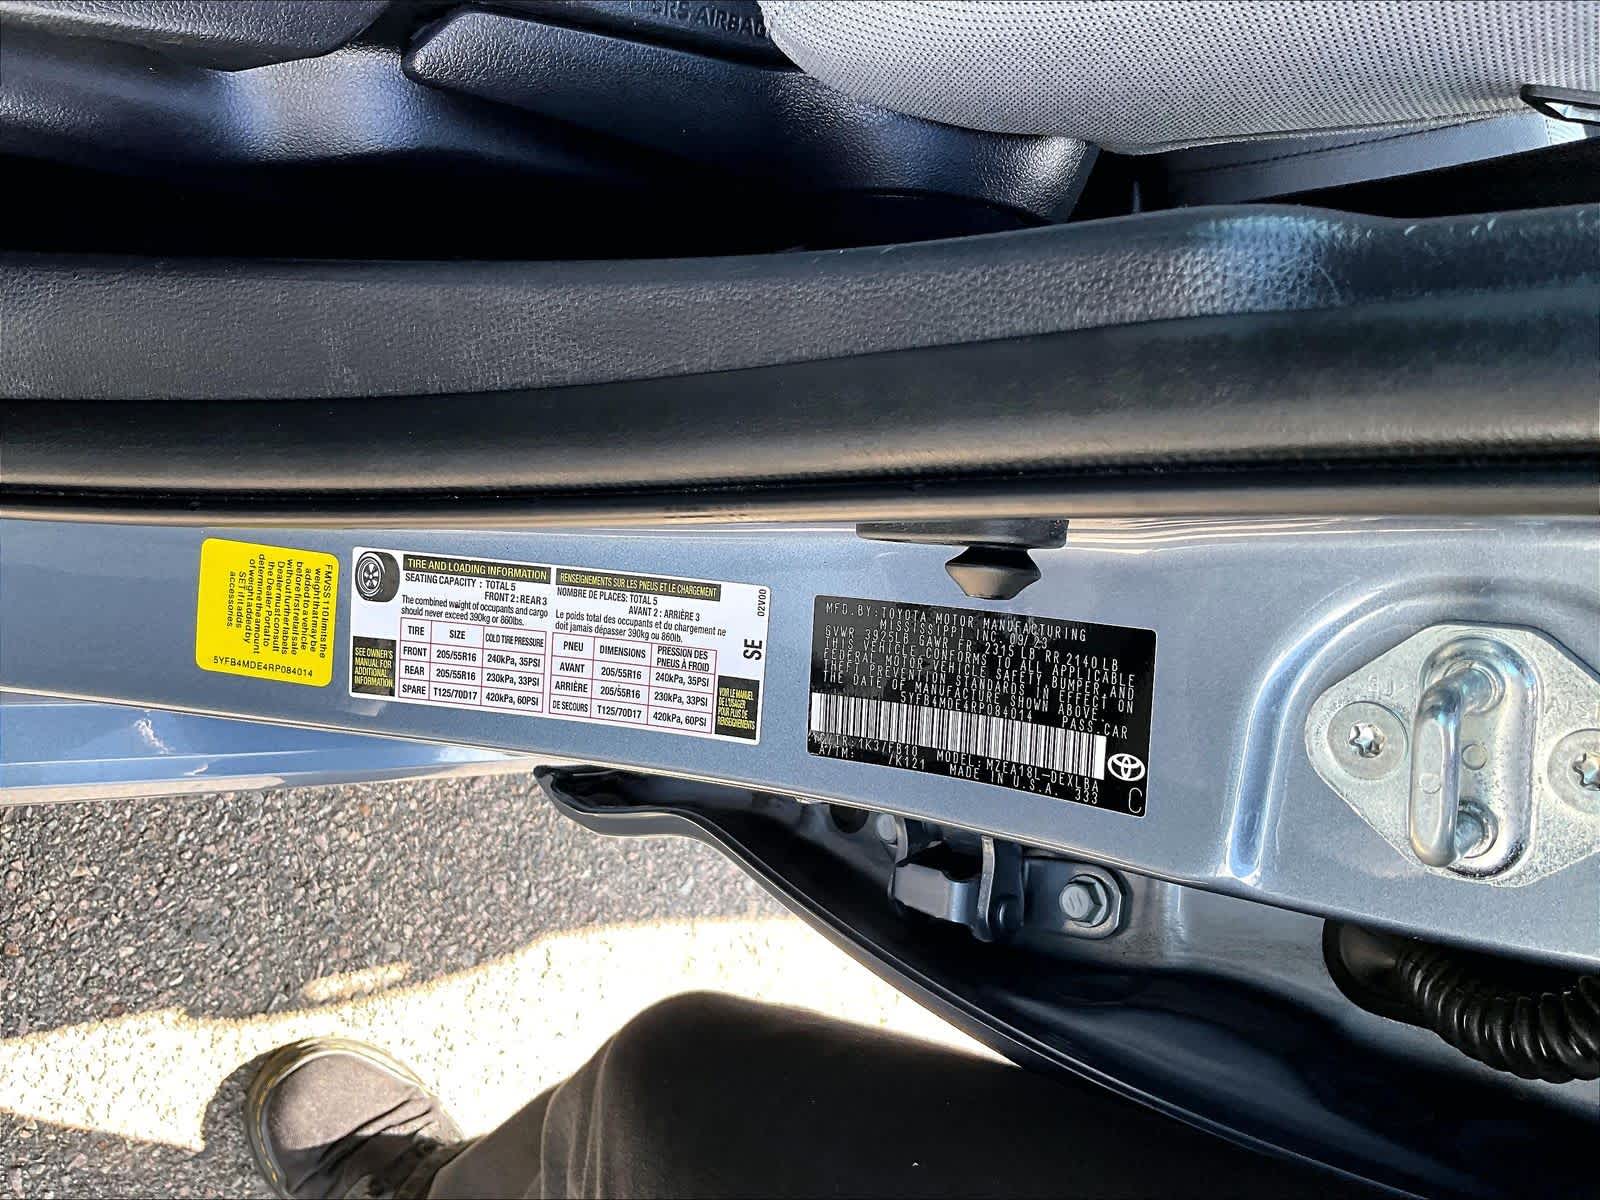 SRS AIRBAG
FMVSS 110 limits the
weight that may be
added to a vehicle
before first retail sale
without further labels
Dealer must consult
the Dealer Portal to
determine the amount
of weight added by
SET if it adds
accessories.
5YFB4MDE4RP084014
TIRE AND LOADING INFORMATION
SEATING CAPACITY : TOTAL 5
FRONT 2 : REAR 3
The combined weight of occupants and cargo
should never exceed 390kg or 860lb.
TIRE SIZE COLD TIRE PRESSURE
FRONT 205/55R16 240kPa, 35PSI
REAR 205/55R16 230kPa, 33PSI
SPARE T125/70D17 420kPa, 60PSI
SEE OWNER'S
MANUAL FOR
ADDITIONAL
INFORMATION
RENSEIGNEMENTS SUR LES PNEUS ET LE CHARGEMENT
NOMBRE DE PLACES: TOTAL 5
AVANT 2 : ARRIÈRE 3
Le poids total des occupants et du chargement ne
doit jamais dépasser 390kg ou 860lb.
PNEU DIMENSIONS PRESSION DES
PNEUS À FROID
AVANT 205/55R16 240kPa, 35PSI
ARRIÈRE 205/55R16 230kPa, 33PSI
DE SECOURS T125/70D17 420kPa, 60PSI
VOIR LE MANUEL
DE L'USAGER
POUR PLUS DE
RENSEIGNEMENTS
02V00
SE
MFD.BY:TOYOTA MOTOR MANUFACTURING
MISSISSIPPI INC. 09/23
GVWR 3925LB GAWR FR 2315 LB RR 2140 LB
THIS VEHICLE CONFORMS TO ALL APPLICABLE
FEDERAL MOTOR VEHICLE SAFETY,BUMPER,AND
THEFT PREVENTION STANDARDS IN EFFECT ON
THE DATE OF MANUFACTURE SHOWN ABOVE.
5YFB4MDE4RP084014 PASS.CAR
C/TR:1K3/FB10 MODEL:MZEA18L-DEXLBA
A/TM: /K121 MADE IN U.S.A. 333
C